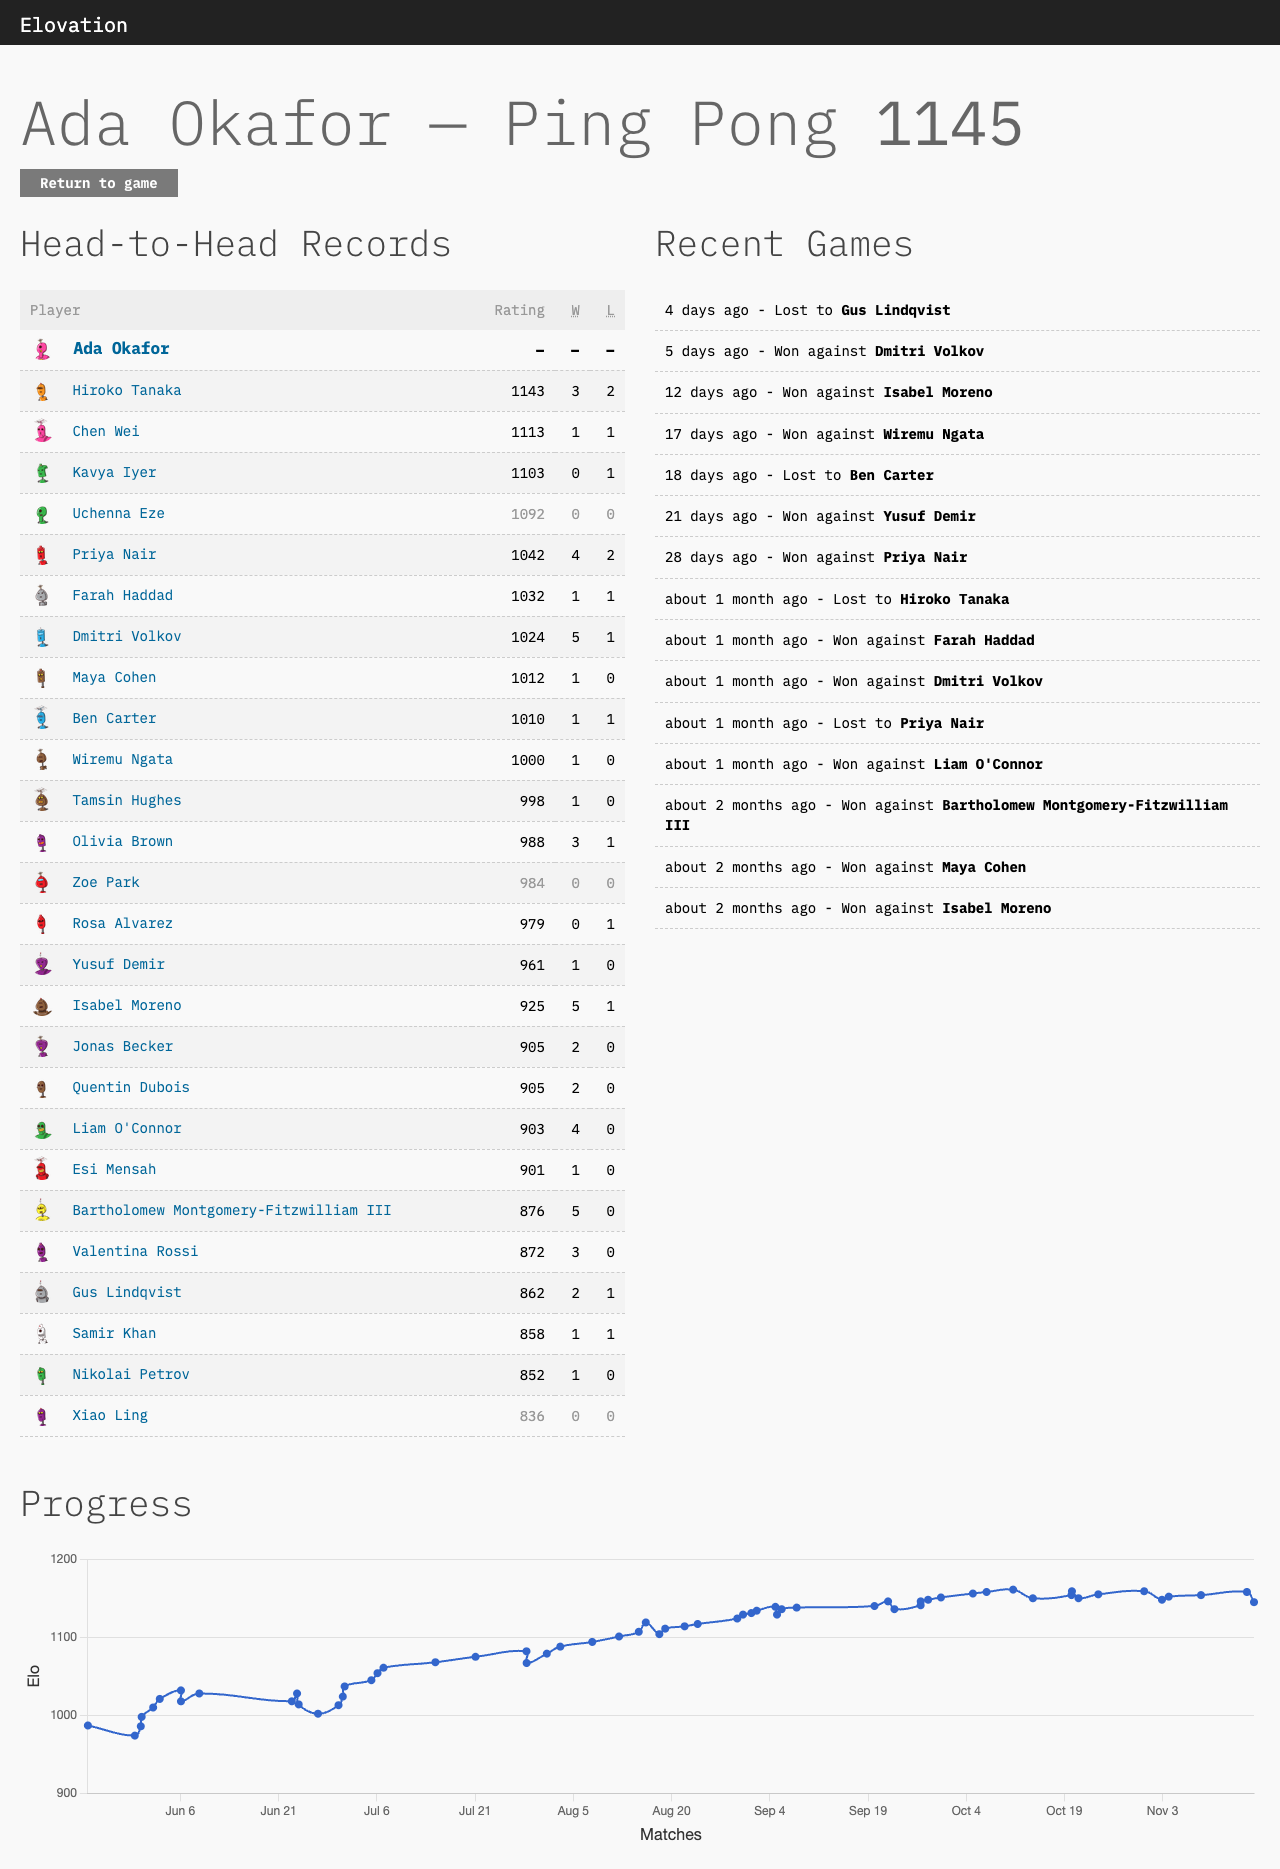 Elovation
Ada Okafor — Ping Pong 1145
Return to game
Head-to-Head Records
Player Rating W L
Ada Okafor – – –
Hiroko Tanaka 1143 3 2
Chen Wei 1113 1 1
Kavya Iyer 1103 0 1
Uchenna Eze 1092 0 0
Priya Nair 1042 4 2
Farah Haddad 1032 1 1
Dmitri Volkov 1024 5 1
Maya Cohen 1012 1 0
Ben Carter 1010 1 1
Wiremu Ngata 1000 1 0
Tamsin Hughes 998 1 0
Olivia Brown 988 3 1
Zoe Park 984 0 0
Rosa Alvarez 979 0 1
Yusuf Demir 961 1 0
Isabel Moreno 925 5 1
Jonas Becker 905 2 0
Quentin Dubois 905 2 0
Liam O'Connor 903 4 0
Esi Mensah 901 1 0
Bartholomew Montgomery-Fitzwilliam III 876 5 0
Valentina Rossi 872 3 0
Gus Lindqvist 862 2 1
Samir Khan 858 1 1
Nikolai Petrov 852 1 0
Xiao Ling 836 0 0
Recent Games
4 days ago - Lost to Gus Lindqvist
5 days ago - Won against Dmitri Volkov
12 days ago - Won against Isabel Moreno
17 days ago - Won against Wiremu Ngata
18 days ago - Lost to Ben Carter
21 days ago - Won against Yusuf Demir
28 days ago - Won against Priya Nair
about 1 month ago - Lost to Hiroko Tanaka
about 1 month ago - Won against Farah Haddad
about 1 month ago - Won against Dmitri Volkov
about 1 month ago - Lost to Priya Nair
about 1 month ago - Won against Liam O'Connor
about 2 months ago - Won against Bartholomew Montgomery-Fitzwilliam
III
about 2 months ago - Won against Maya Cohen
about 2 months ago - Won against Isabel Moreno
Progress
1200
1100
1000
900
Elo
Jun 6 Jun 21 Jul 6 Jul 21 Aug 5 Aug 20 Sep 4 Sep 19 Oct 4 Oct 19 Nov 3
Matches